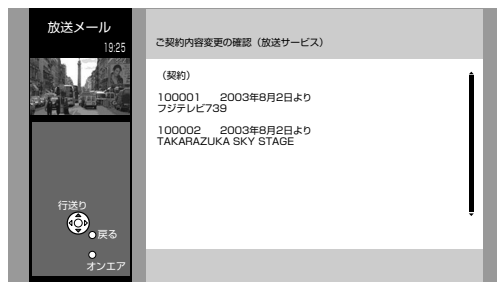 放送メール
19:25
ご契約内容変更の確認（放送サービス）
（契約）
100001　2003年8月2日より
フジテレビ739
100002　2003年8月2日より
TAKARAZUKA SKY STAGE
行送り
戻る
オンエア